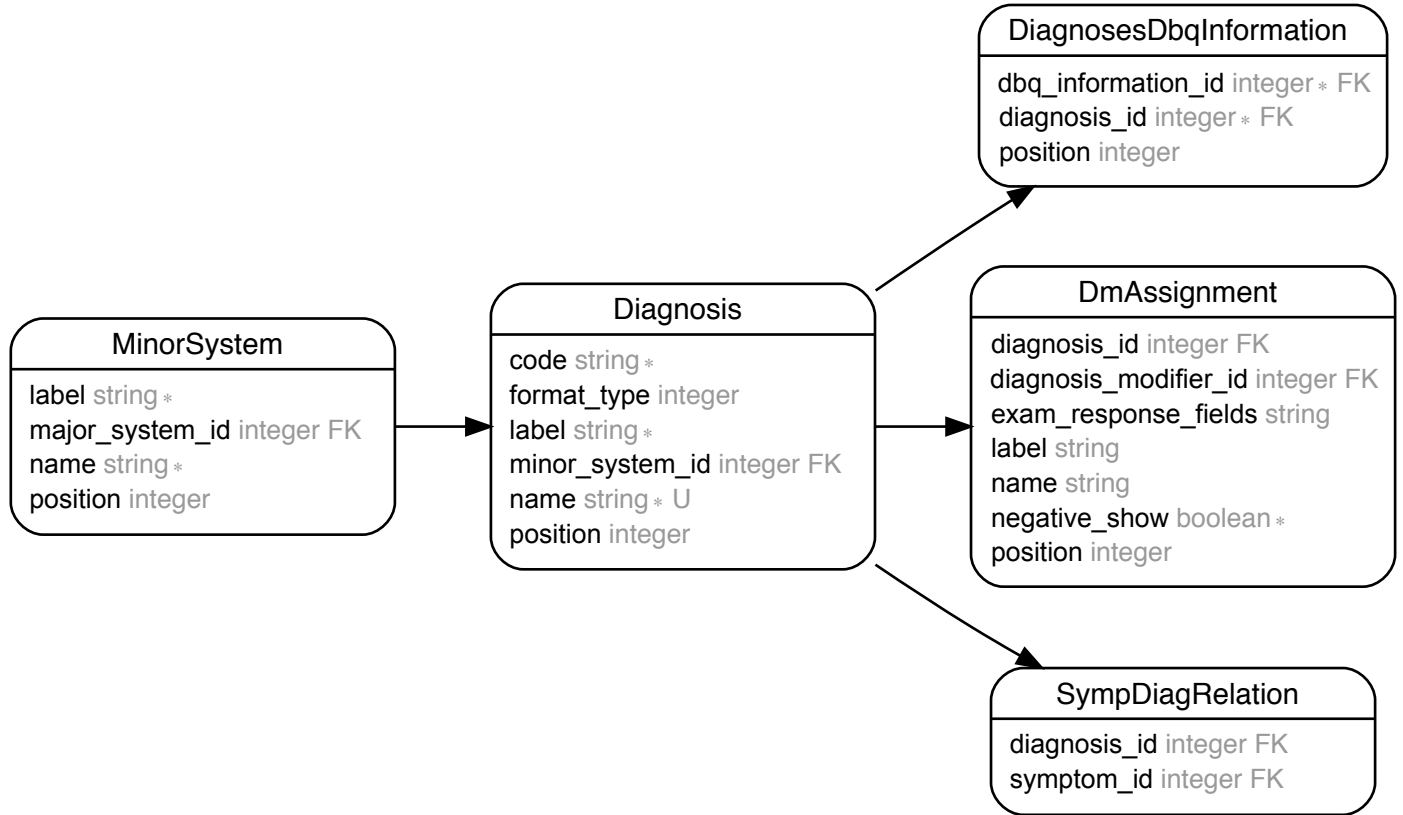 DiagnosesDbqInformation
dbq_information_id integer∗ FK
diagnosis_id integer∗ FK
position integer
MinorSystem
label string∗
major_system_id integer FK
name string∗
position integer
Diagnosis
code string∗
format_type integer
label string∗
minor_system_id integer FK
name string∗ U
position integer
DmAssignment
diagnosis_id integer FK
diagnosis_modifier_id integer FK
exam_response_fields string
label string
name string
negative_show boolean∗
position integer
SympDiagRelation
diagnosis_id integer FK
symptom_id integer FK